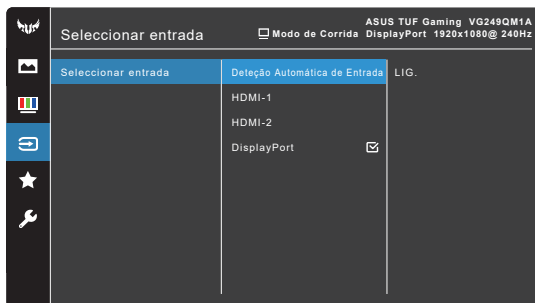 ASUS TUF Gaming VG249QM1A
Seleccionar entrada
Modo de Corrida DisplayPort 1920x1080@ 240Hz
Seleccionar entrada
Deteção Automática de Entrada
LIG.
HDMI-1
HDMI-2
DisplayPort